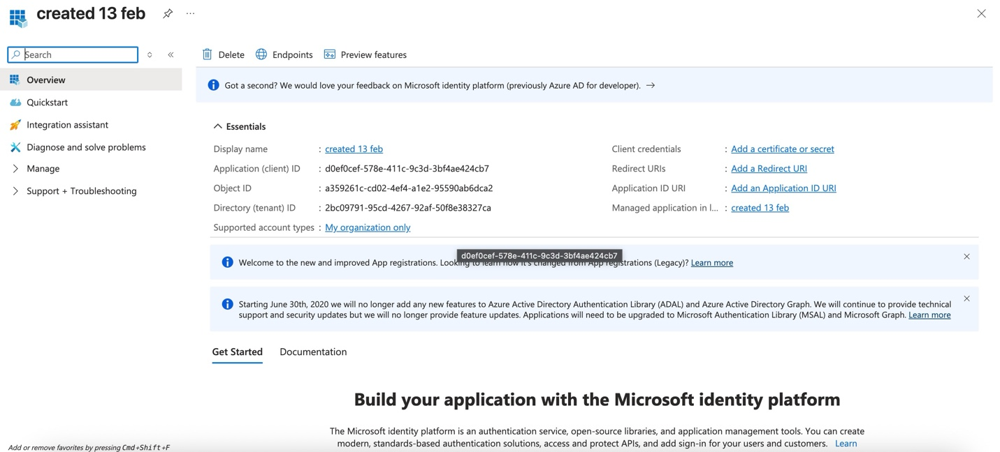 created 13 feb
Search
Delete Endpoints Preview features
Overview
Got a second? We would love your feedback on Microsoft identity platform (previously Azure AD for developer). →
Quickstart
Integration assistant
Diagnose and solve problems
Manage
Support + Troubleshooting
Essentials
Display name : created 13 feb
Application (client) ID : d0ef0cef-578e-411c-9c3d-3bf4ae424cb7
Object ID : a359261c-cd02-4ef4-a1e2-95590ab6dca2
Directory (tenant) ID : 2bc09791-95cd-4267-92af-50f8e38327ca
Supported account types : My organization only
Client credentials : Add a certificate or secret
Redirect URIs : Add a Redirect URI
Application ID URI : Add an Application ID URI
Managed application in l... : created 13 feb
d0ef0cef-578e-411c-9c3d-3bf4ae424cb7
Welcome to the new and improved App registrations. Looking to learn how it's changed from App registrations (Legacy)? Learn more
Starting June 30th, 2020 we will no longer add any new features to Azure Active Directory Authentication Library (ADAL) and Azure Active Directory Graph. We will continue to provide technical
support and security updates but we will no longer provide feature updates. Applications will need to be upgraded to Microsoft Authentication Library (MSAL) and Microsoft Graph. Learn more
Get Started Documentation
Build your application with the Microsoft identity platform
The Microsoft identity platform is an authentication service, open-source libraries, and application management tools. You can create
modern, standards-based authentication solutions, access and protect APIs, and add sign-in for your users and customers. Learn
Add or remove favorites by pressing Cmd+Shift+F